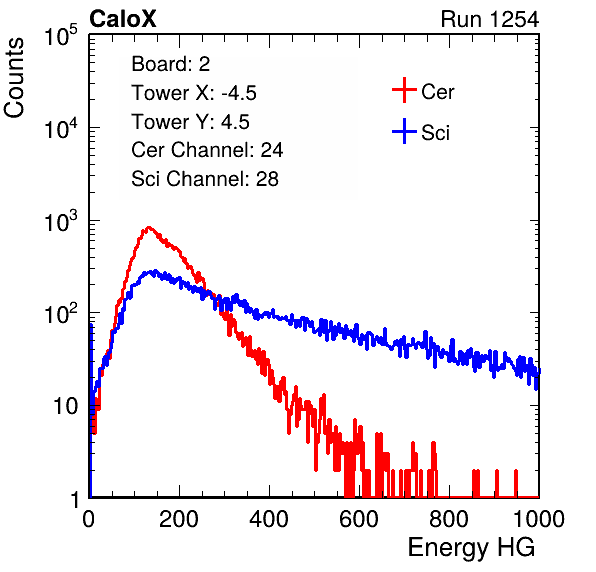 CaloX Run 1254
Counts
Board: 2
Tower X: -4.5
Tower Y: 4.5
Cer Channel: 24
Sci Channel: 28
Cer
Sci
10^5
10^4
10^3
10^2
10
1
0 200 400 600 800 1000
Energy HG